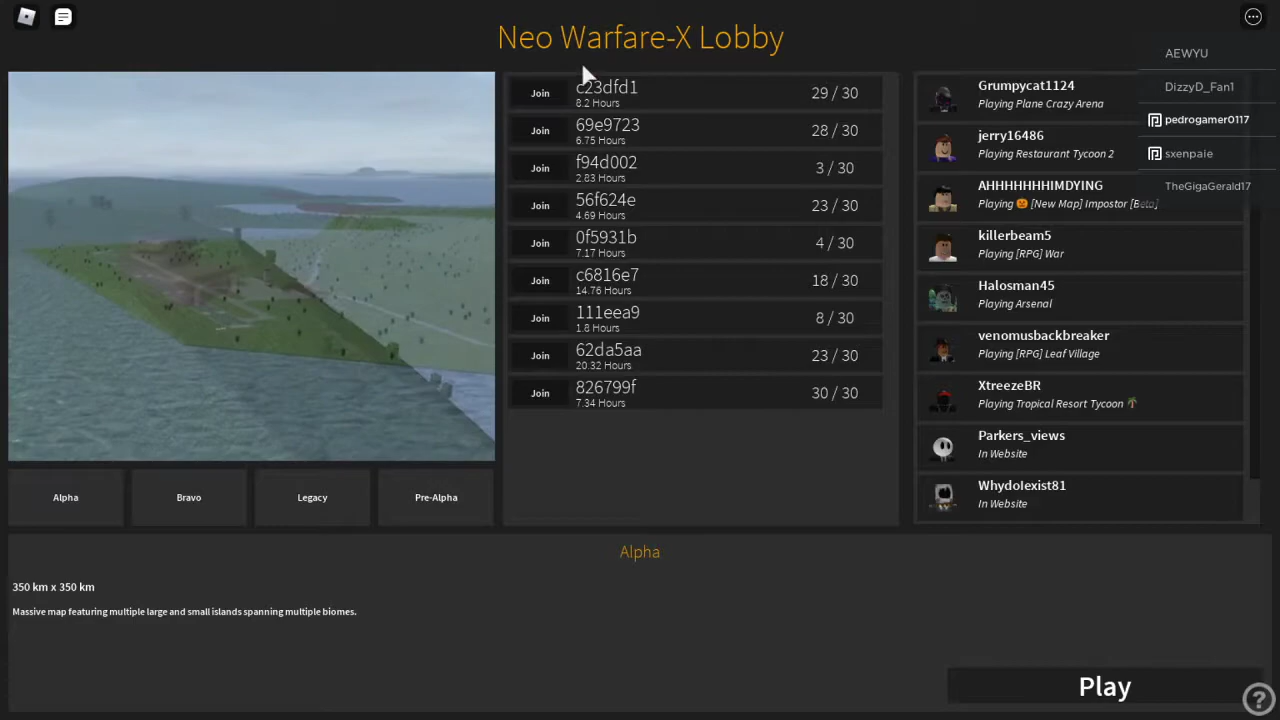 Neo Warfare-X Lobby
Join c23dfd1 29 / 30
8.2 Hours
Join 69e9723 28 / 30
6.75 Hours
Join f94d002 3 / 30
2.83 Hours
Join 56f624e 23 / 30
4.69 Hours
Join 0f5931b 4 / 30
7.17 Hours
Join c6816e7 18 / 30
14.76 Hours
Join 111eea9 8 / 30
1.8 Hours
Join 62da5aa 23 / 30
20.32 Hours
Join 826799f 30 / 30
7.34 Hours
Grumpycat1124
Playing Plane Crazy Arena
jerry16486
Playing Restaurant Tycoon 2
AHHHHHHIMDYING
Playing 🎃 [New Map] Impostor [Beta]
killerbeam5
Playing [RPG] War
Halosman45
Playing Arsenal
venomusbackbreaker
Playing [RPG] Leaf Village
XtreezeBR
Playing Tropical Resort Tycoon 🌴
Parkers_views
In Website
WhydoIexist81
In Website
AEWYU
DizzyD_Fan1
pedrogamer0117
sxenpaie
TheGigaGerald17
Alpha
Bravo
Legacy
Pre-Alpha
Alpha
350 km x 350 km
Massive map featuring multiple large and small islands spanning multiple biomes.
Play
?